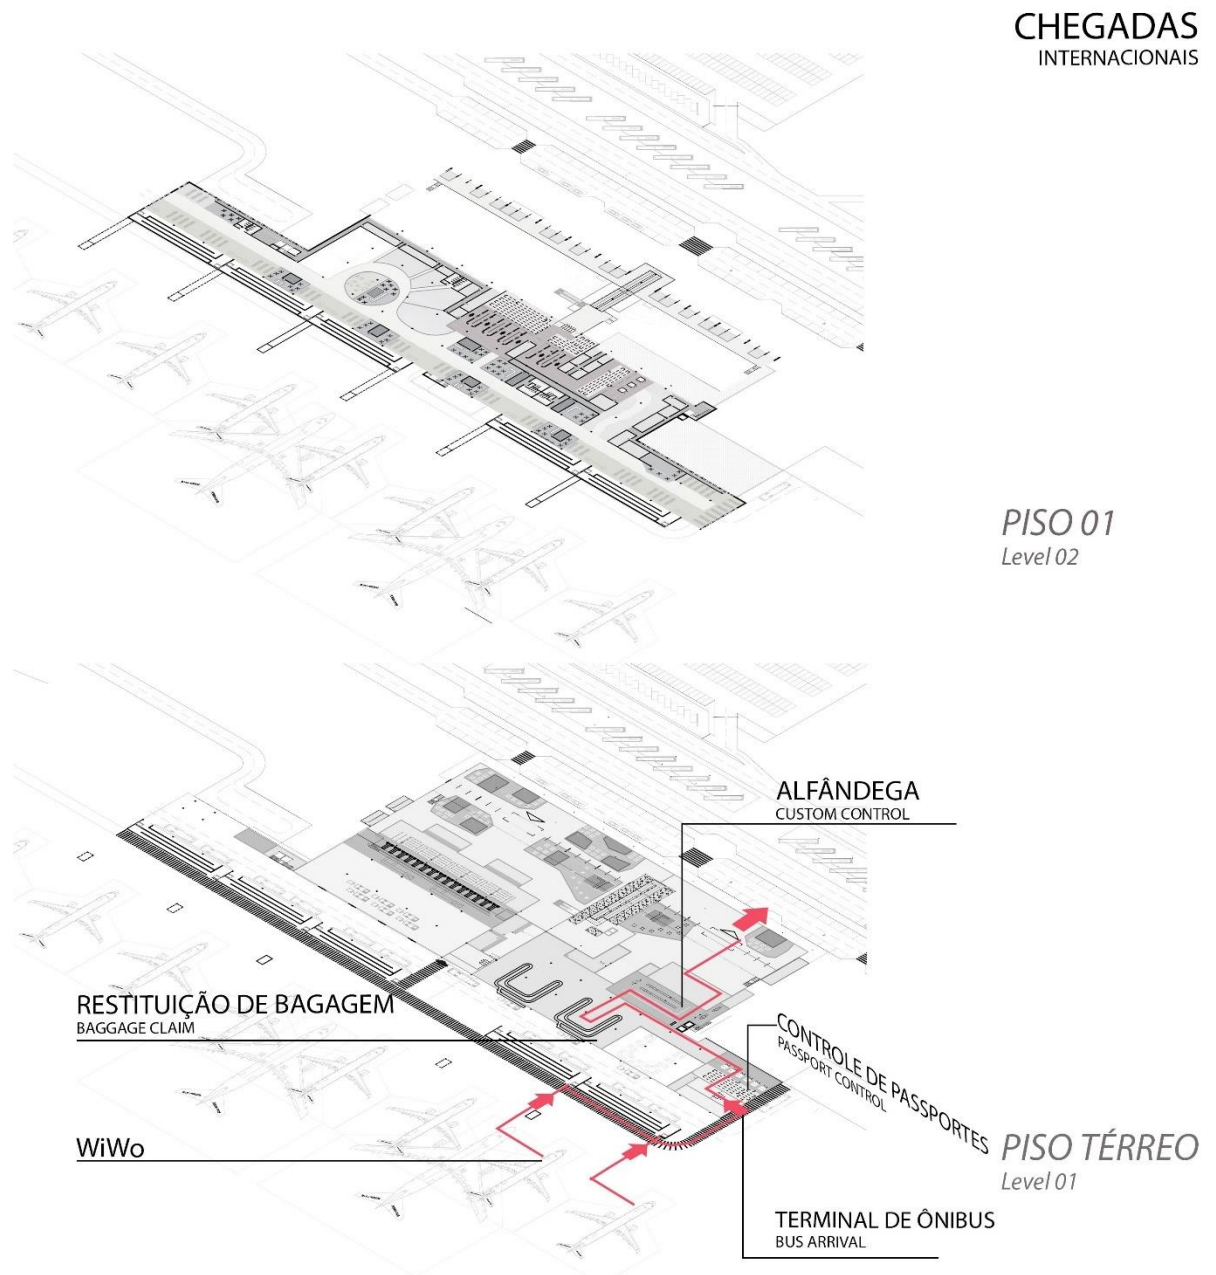 CHEGADAS
INTERNACIONAIS
PISO 01
Level 02
ALFÂNDEGA
CUSTOM CONTROL
RESTITUIÇÃO DE BAGAGEM
BAGGAGE CLAIM
CONTROLE DE PASSPORTES
PASSPORT CONTROL
WiWo
PISO TÉRREO
Level 01
TERMINAL DE ÔNIBUS
BUS ARRIVAL